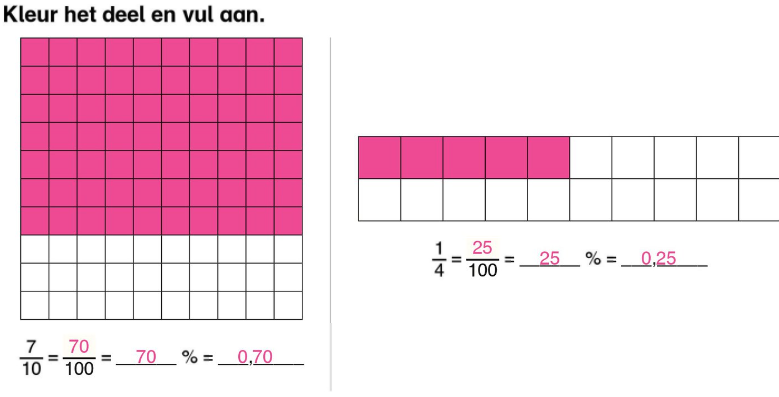 Kleur het deel en vul aan.
7/10 = 70/100 = 70 % = 0,70
1/4 = 25/100 = 25 % = 0,25